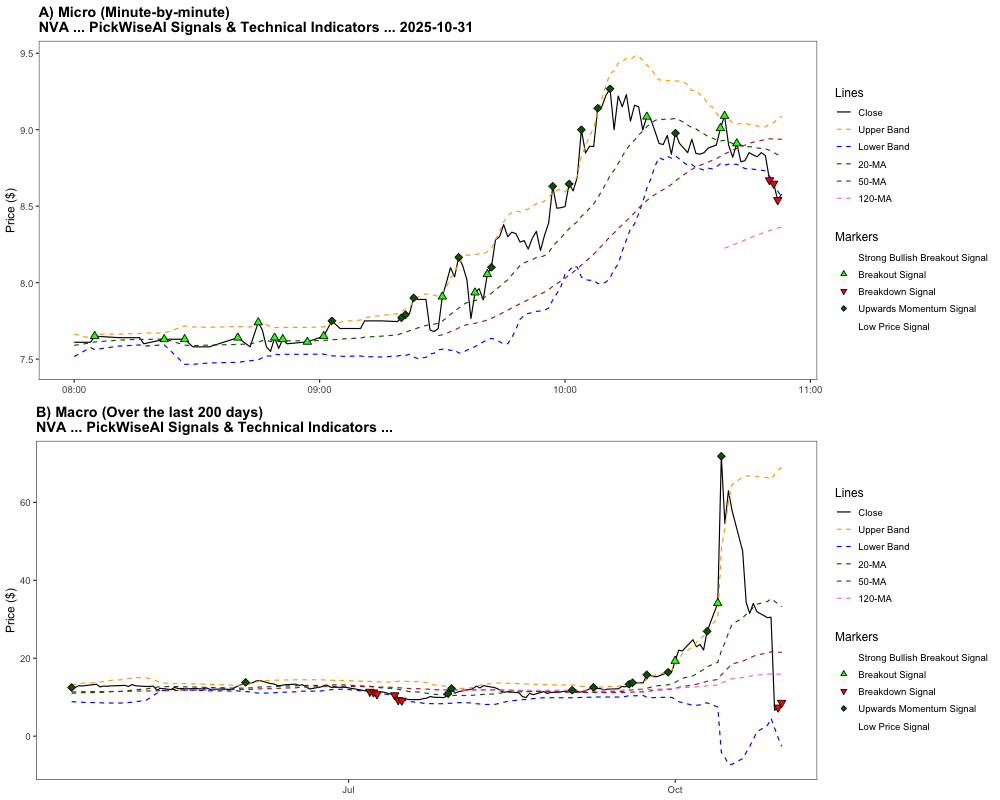 A) Micro (Minute-by-minute)
NVA ... PickWiseAI Signals & Technical Indicators ... 2025-10-31
Price ($)
9.5
9.0
8.5
8.0
7.5
08:00
09:00
10:00
11:00
Lines
Close
Upper Band
Lower Band
20-MA
50-MA
120-MA
Markers
Strong Bullish Breakout Signal
Breakout Signal
Breakdown Signal
Upwards Momentum Signal
Low Price Signal
B) Macro (Over the last 200 days)
NVA ... PickWiseAI Signals & Technical Indicators ...
Price ($)
60
40
20
0
Jul
Oct
Lines
Close
Upper Band
Lower Band
20-MA
50-MA
120-MA
Markers
Strong Bullish Breakout Signal
Breakout Signal
Breakdown Signal
Upwards Momentum Signal
Low Price Signal